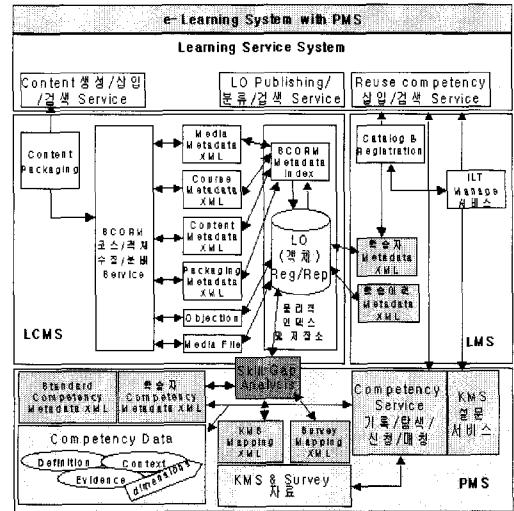 e-Learning System with PMS
Learning Service System
Content 생성/삽입
/검색 Service
LO Publishing/
분류/검색 Service
Reuse competency
삽입/검색 Service
Content
Packaging
BCORM
코스/객체
수집/분배
Service
Media
Metadata
XML
Course
Metadata
XML
Content
Metadata
XML
Packaging
Metadata
XML
Objection
Media File
BCORM
Metadata
Index
LO
(객체)
Reg/Rep
물리적
인덱스
및 저장소
LCMS
Catalog &
Registration
ILT
Manage
서비스
학습자
Metadata
XML
학습이력
Metadata
XML
LMS
Skill Gap
Analysis
Standard
Competency
Metadata XML
학습자
Competency
Metadata XML
Competency Data
Definition
Context
Evidence
dimensions
KMS
Mapping
XML
Survey
Mapping
XML
KMS & Survey
자료
Competency
Service
기록/탐색/
신청/매칭
KMS
설문
서비스
PMS